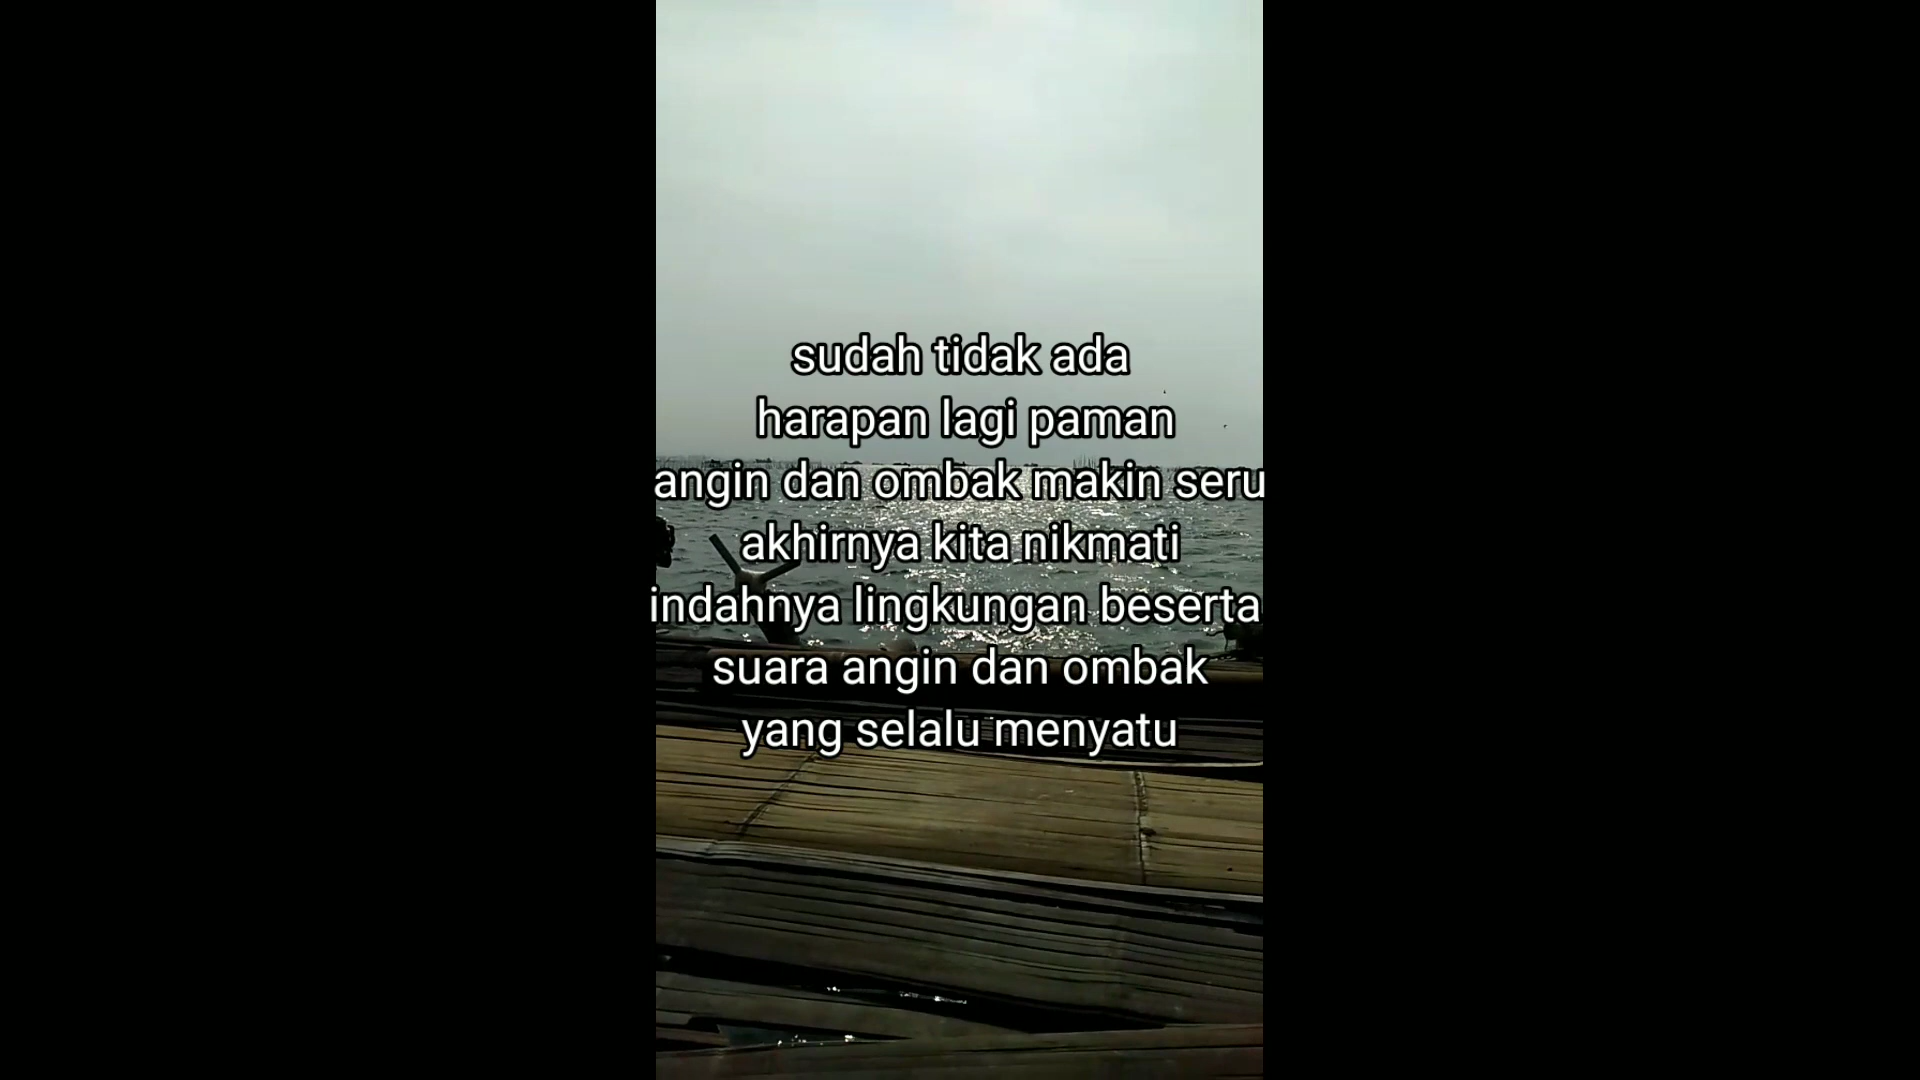 sudah tidak ada
harapan lagi paman
angin dan ombak makin seru
akhirnya kita nikmati
indahnya lingkungan beserta
suara angin dan ombak
yang selalu menyatu